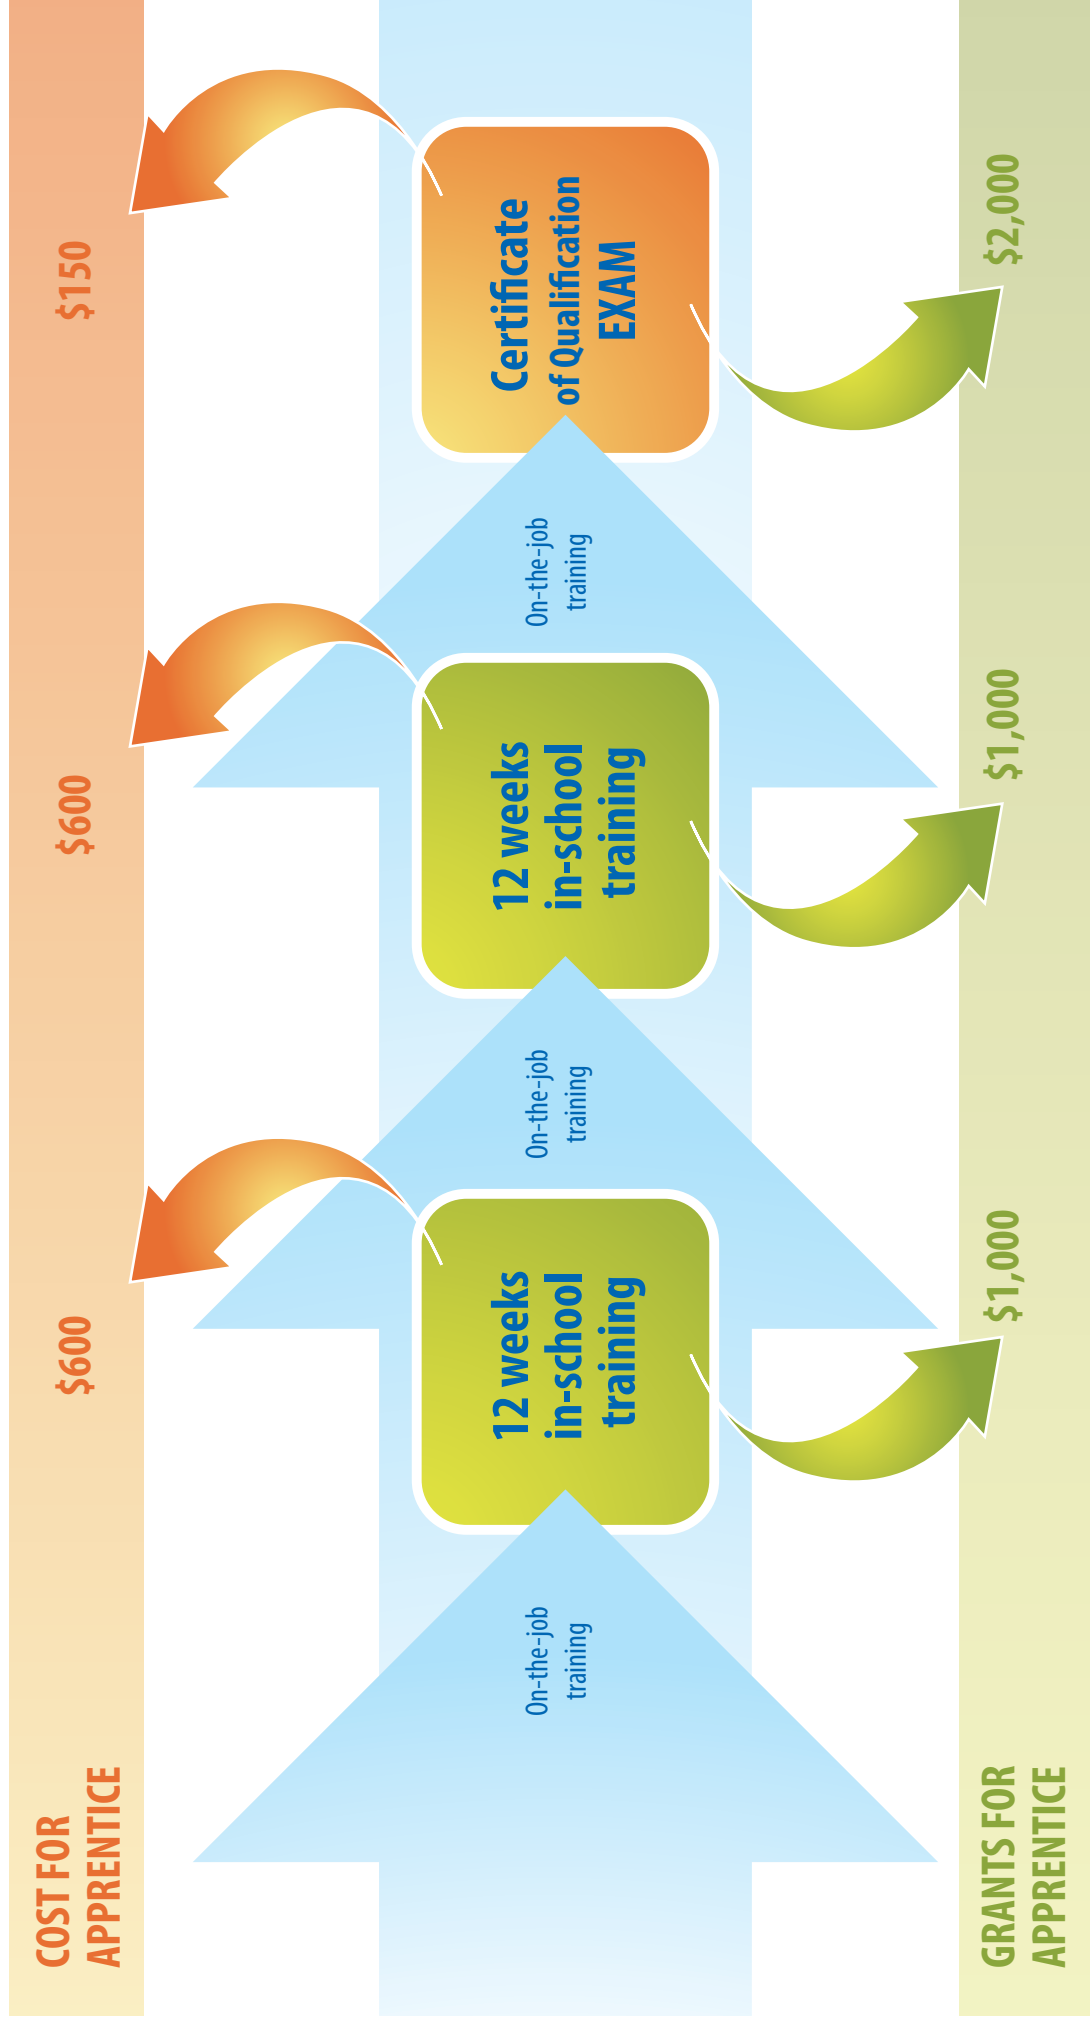 COST FOR
APPRENTICE
$600
$600
$150
On-the-job
training
12 weeks
in-school
training
On-the-job
training
12 weeks
in-school
training
On-the-job
training
Certificate
of Qualification
EXAM
GRANTS FOR
APPRENTICE
$1,000
$1,000
$2,000